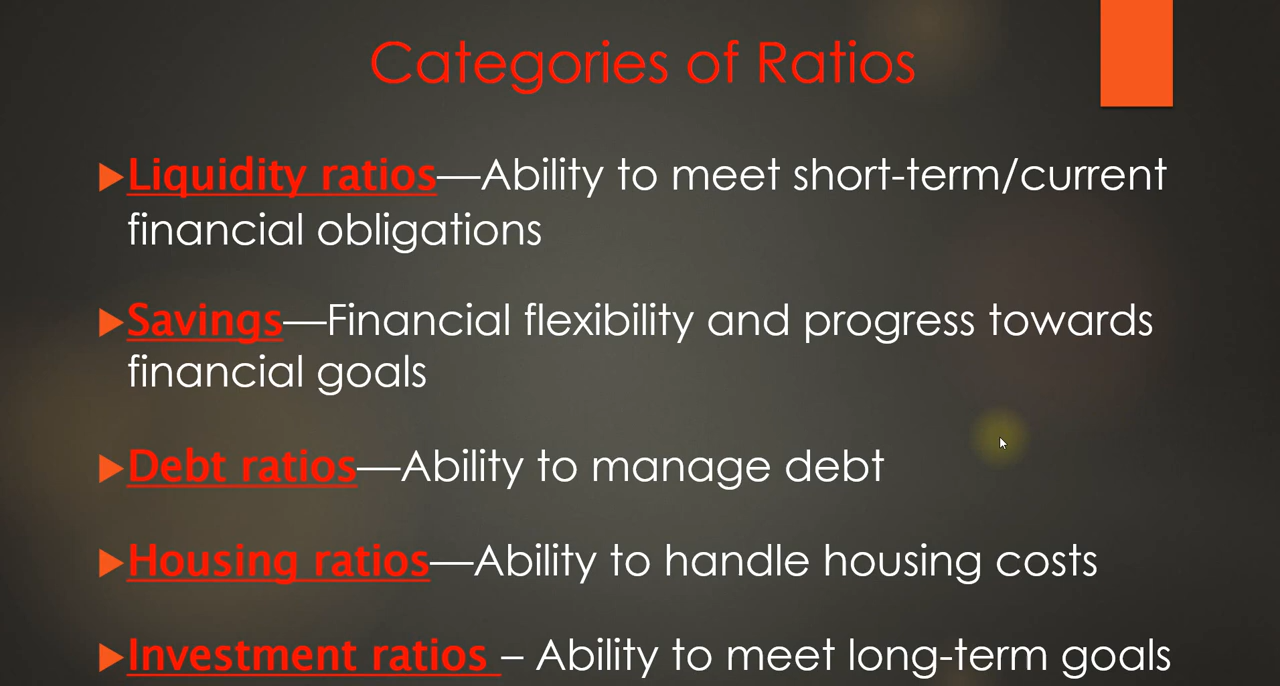 Categories of Ratios
Liquidity ratios—Ability to meet short-term/current
financial obligations
Savings—Financial flexibility and progress towards
financial goals
Debt ratios—Ability to manage debt
Housing ratios—Ability to handle housing costs
Investment ratios – Ability to meet long-term goals